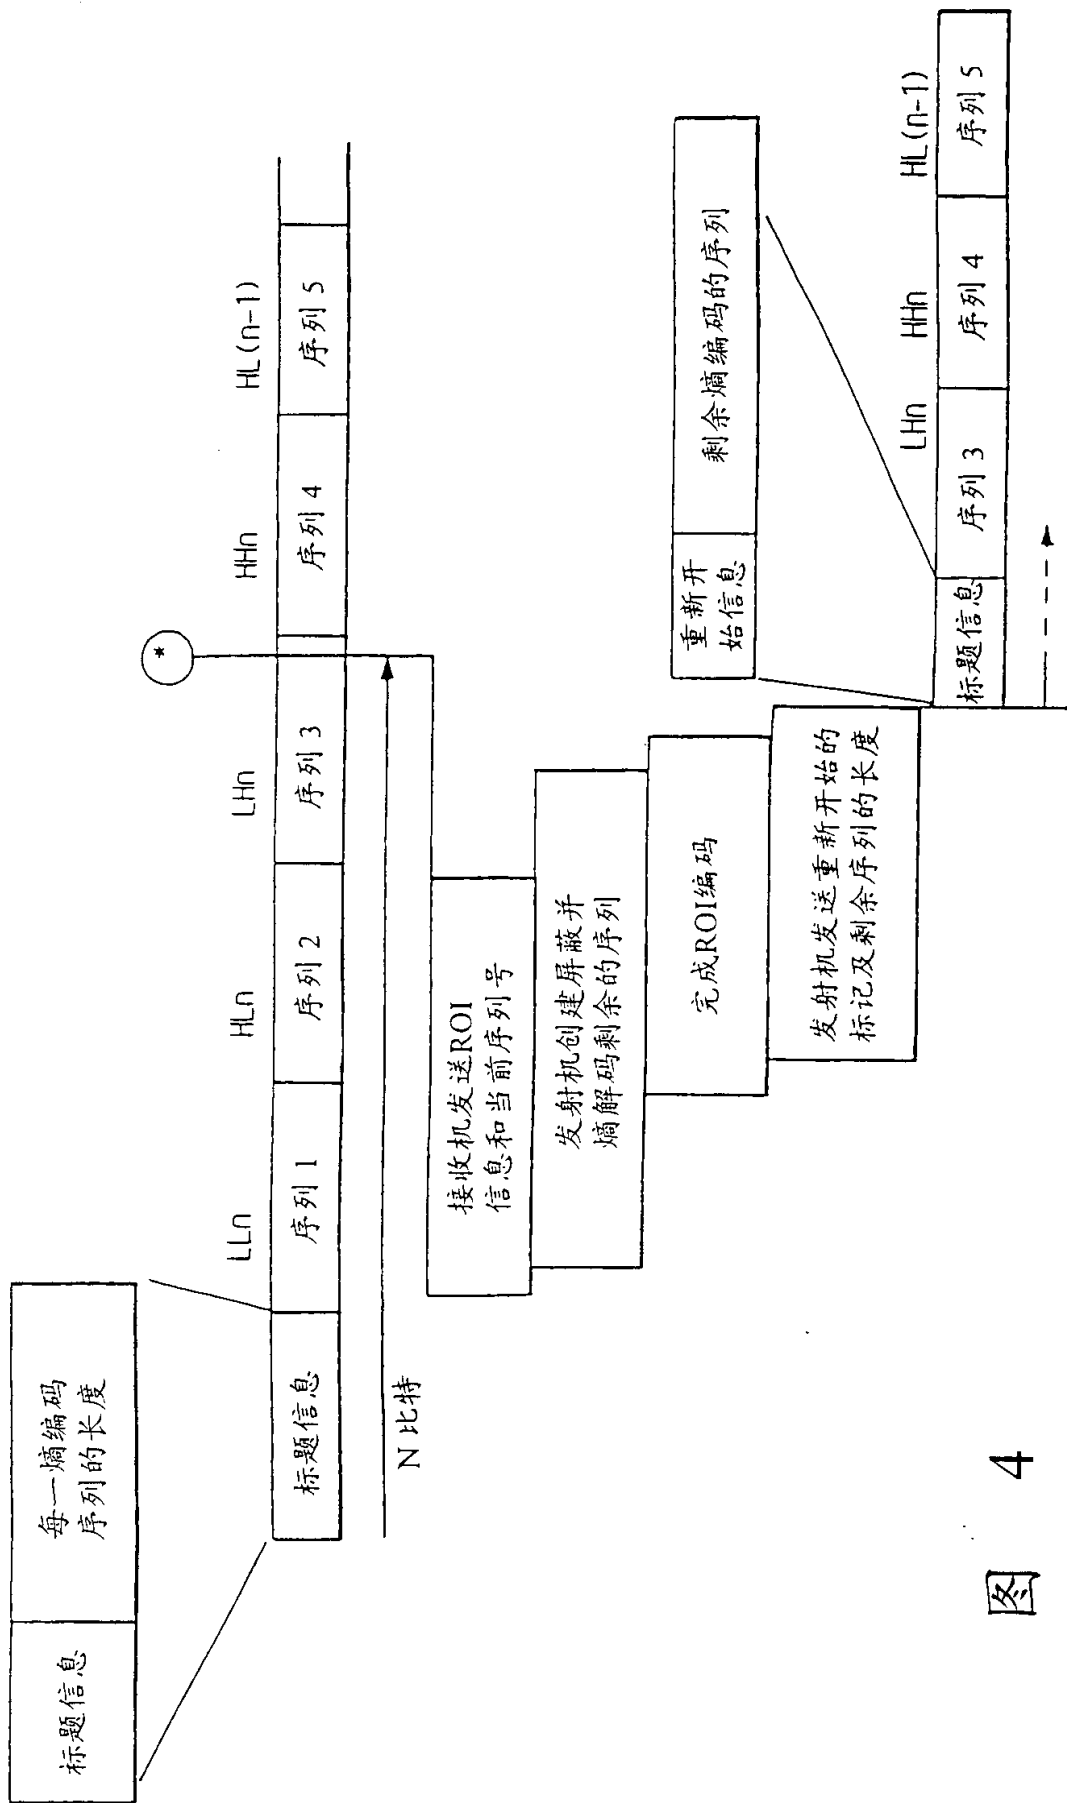 标题信息
每一熵编码
序列的长度
LLn
HLn
LHn
HHn
HL(n-1)
标题信息
序列 1
序列 2
序列 3
序列 4
序列 5
*
N 比特
接收机发送ROI
信息和当前序列号
发射机创建屏蔽并
熵解码剩余的序列
完成ROI编码
发射机发送重新开始的
标记及剩余序列的长度
重新开
始信息
剩余熵编码的序列
LHn
HHn
HL(n-1)
标题信息
序列 3
序列 4
序列 5
图 4